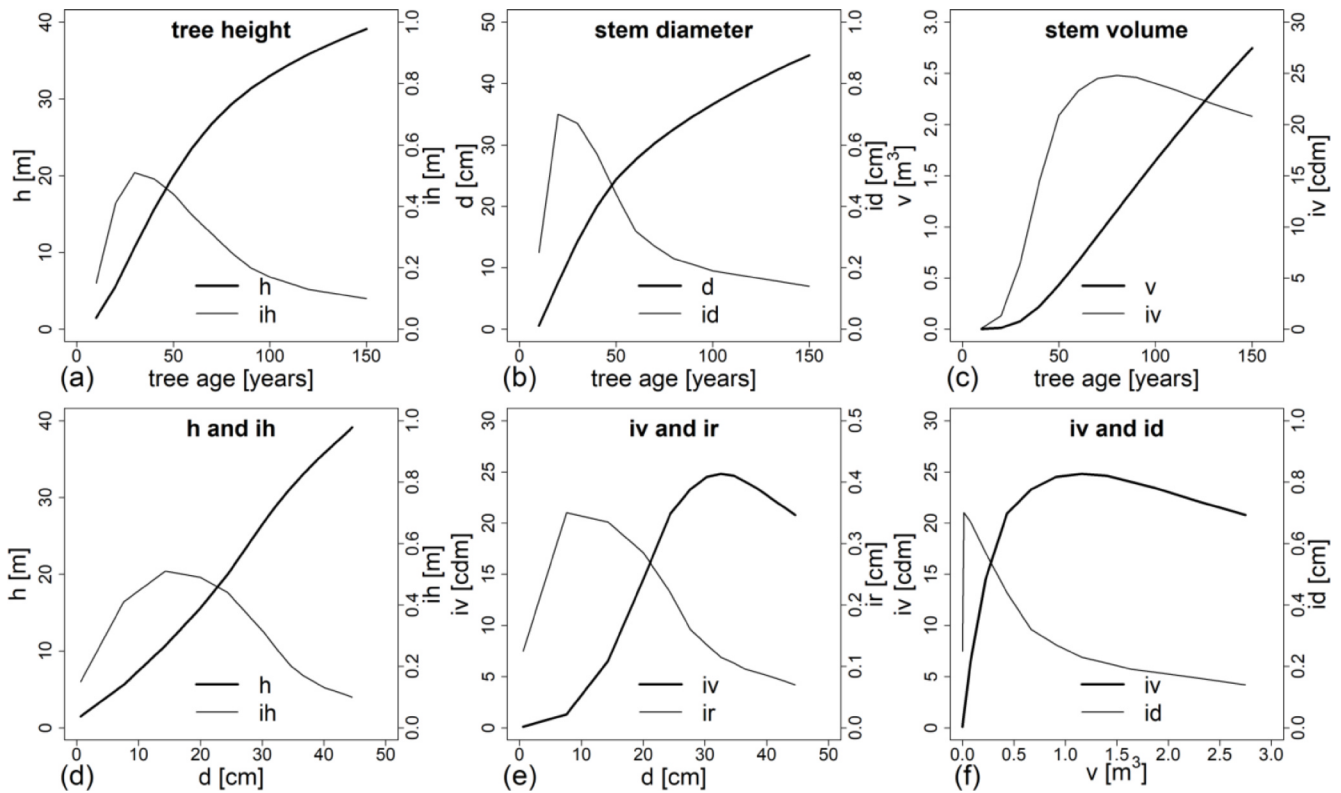 tree height
h [m]
40
30
20
10
0
1.0
0.8
0.6
0.4
0.2
0.0
ih [m]
h
ih
0
50
100
150
(a)
tree age [years]
stem diameter
d [cm]
50
40
30
20
10
0
1.0
0.8
0.6
0.4
0.2
0.0
id [cm]
d
id
0
50
100
150
(b)
tree age [years]
stem volume
v [m³]
3.0
2.5
2.0
1.5
1.0
0.5
0.0
30
25
20
15
10
5
0
iv [cdm]
v
iv
0
50
100
150
(c)
tree age [years]
h and ih
h [m]
40
30
20
10
0
1.0
0.8
0.6
0.4
0.2
0.0
ih [m]
h
ih
0
10
20
30
40
50
(d)
d [cm]
iv and ir
iv [cdm]
30
25
20
15
10
5
0
0.5
0.4
0.3
0.2
0.1
0.0
ir [cm]
iv
ir
0
10
20
30
40
50
(e)
d [cm]
iv and id
iv [cdm]
30
25
20
15
10
5
0
1.0
0.8
0.6
0.4
0.2
0.0
id [cm]
iv
id
0.0
0.5
1.0
1.5
2.0
2.5
3.0
(f)
v [m³]